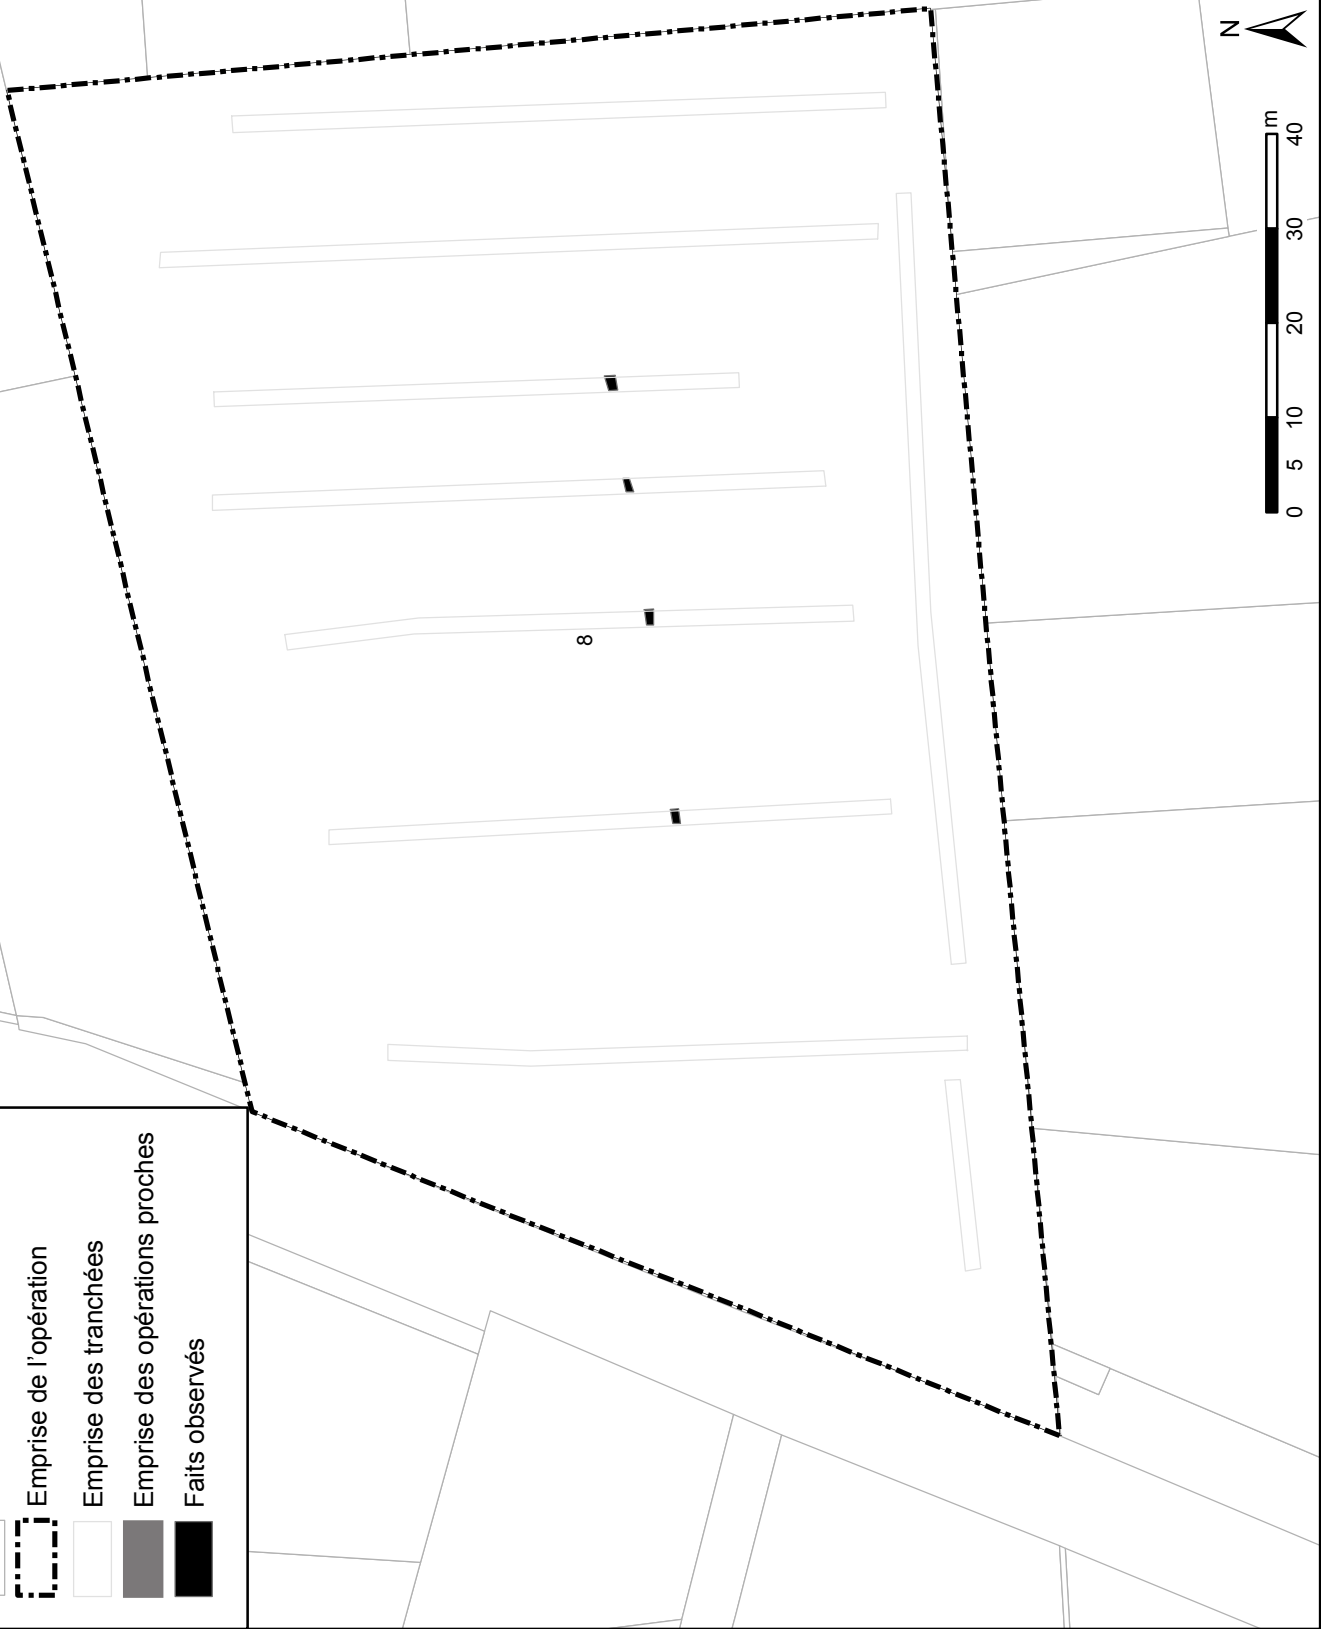 Emprise de l'opération
Emprise des tranchées
Emprise des opérations proches
Faits observés
8
N
0 5 10 20 30 40 m